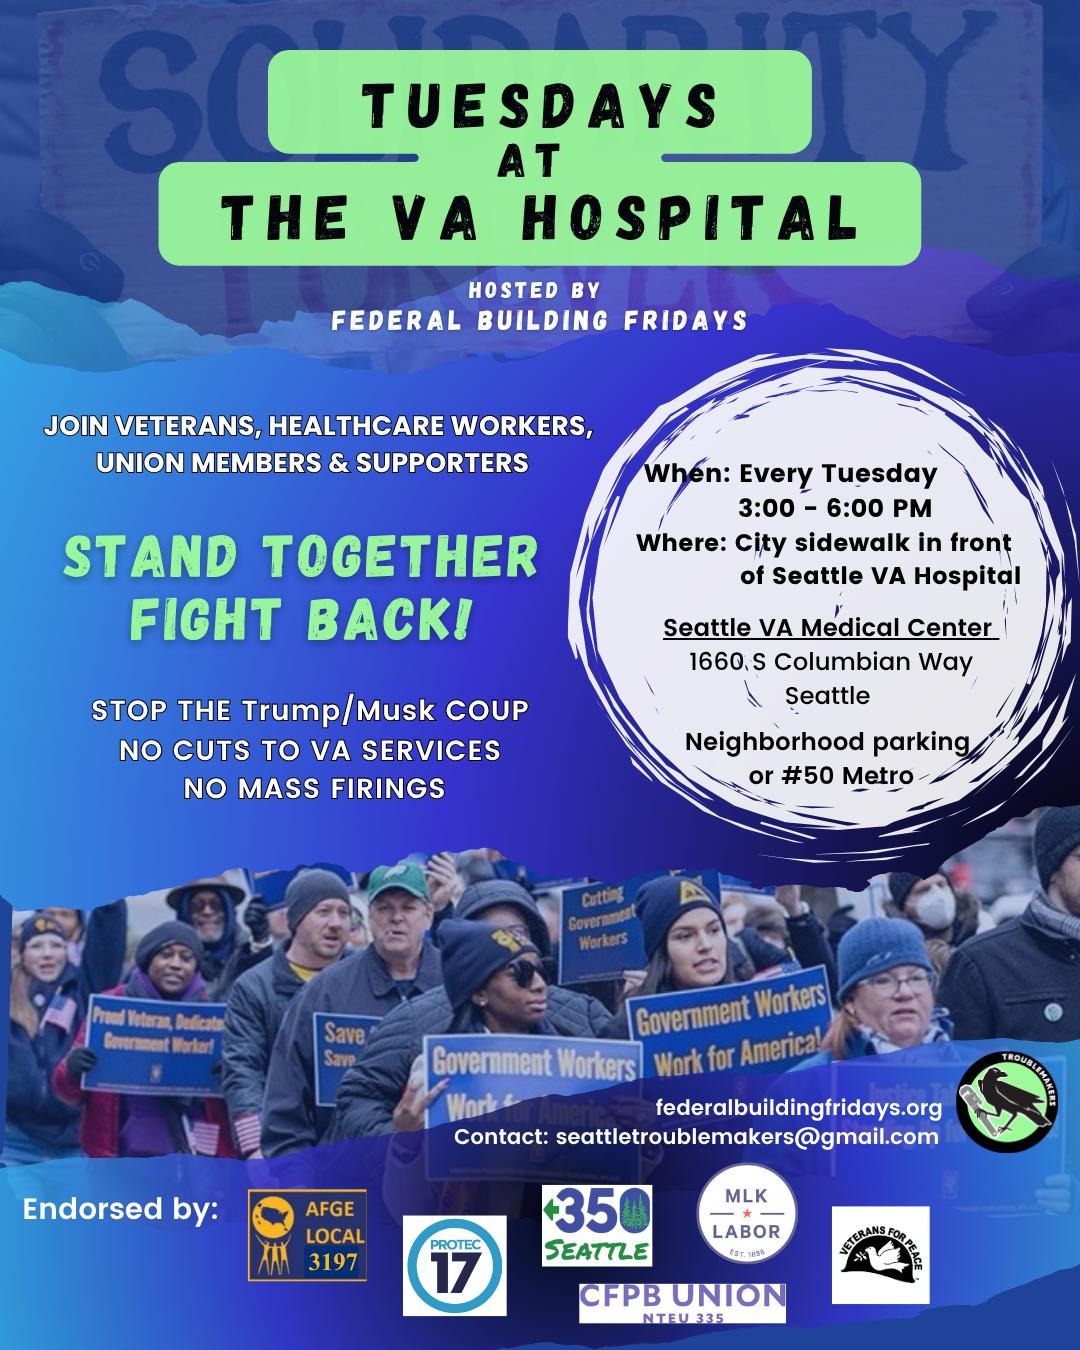 SOLIDARITY
FOREVER
TUESDAYS
AT
THE VA HOSPITAL
HOSTED BY
FEDERAL BUILDING FRIDAYS
JOIN VETERANS, HEALTHCARE WORKERS,
UNION MEMBERS & SUPPORTERS
STAND TOGETHER
FIGHT BACK!
STOP THE Trump/Musk COUP
NO CUTS TO VA SERVICES
NO MASS FIRINGS
When: Every Tuesday
3:00 - 6:00 PM
Where: City sidewalk in front
of Seattle VA Hospital
Seattle VA Medical Center
1660 S Columbian Way
Seattle
Neighborhood parking
or #50 Metro
Cutting
Government
Workers
Proud Veteran, Dedicated
Government Worker!
Save
Save
Government Workers
Work for America!
Government Workers
Work for America!
TROUBLEMAKERS
federalbuildingfridays.org
Contact: seattletroublemakers@gmail.com
Endorsed by:
AFGE
LOCAL
3197
PROTEC
17
350
SEATTLE
MLK
LABOR
EST. 1888
CFPB UNION
NTEU 335
VETERANS FOR PEACE